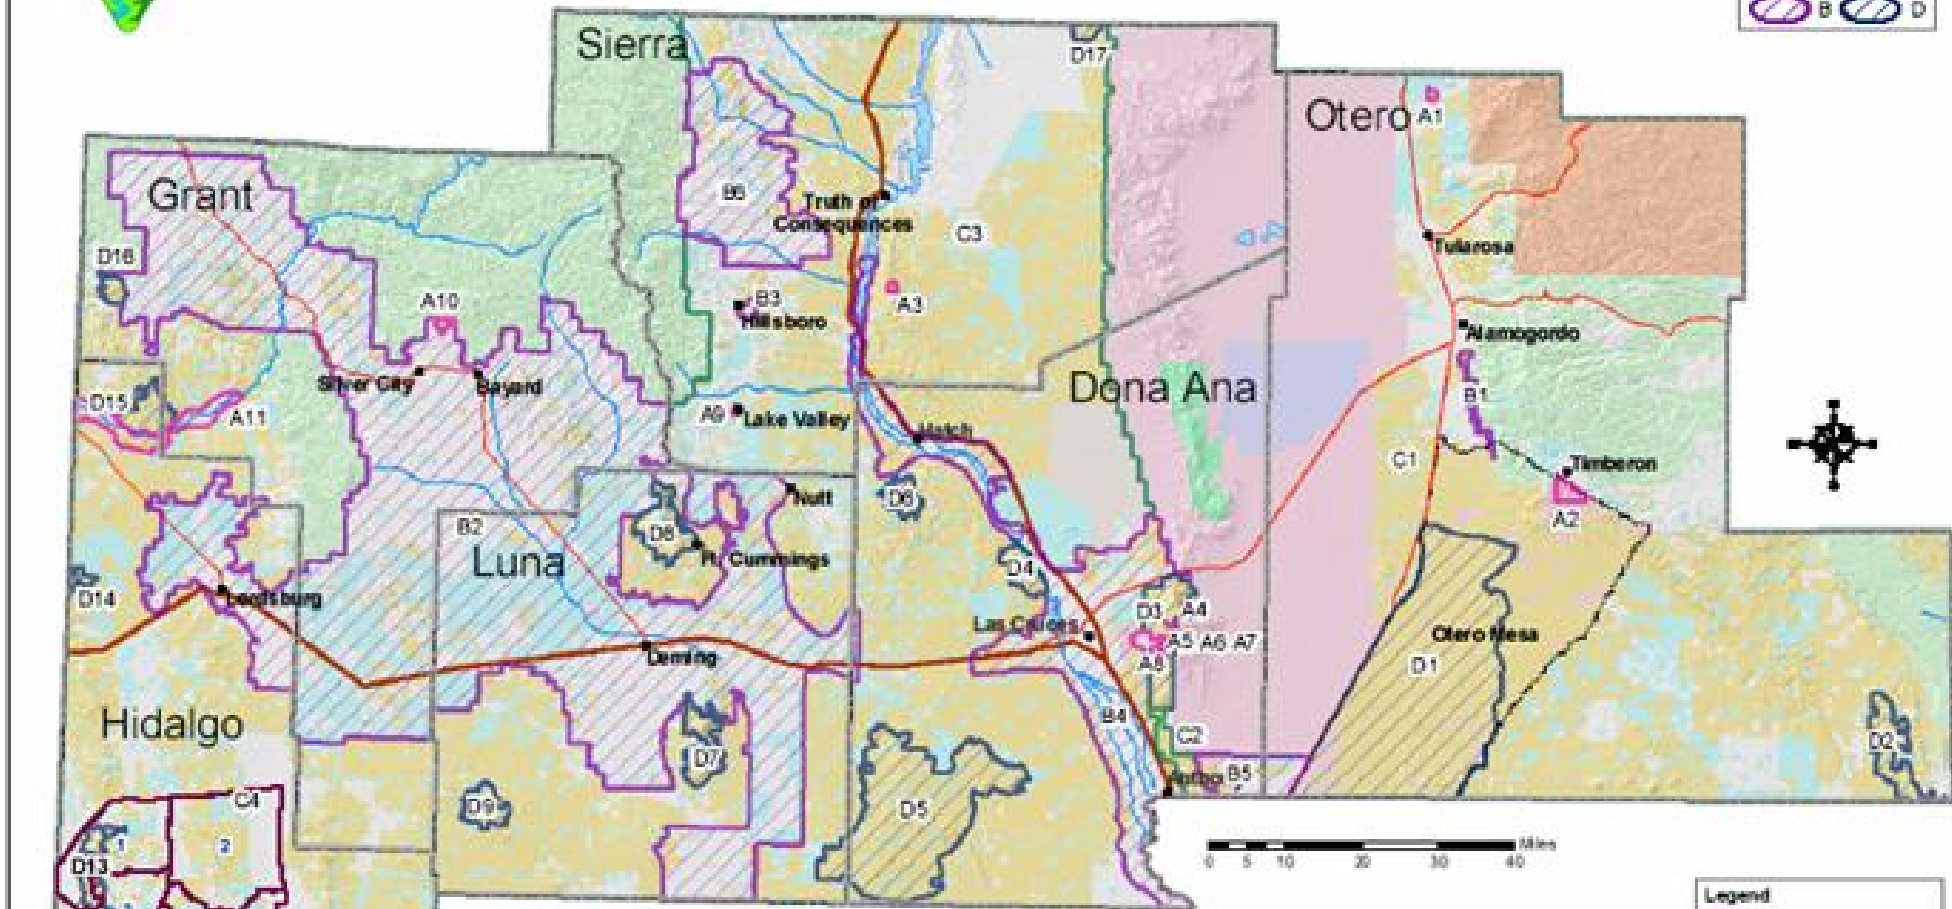 B D
Sierra
D17
Otero
A1
Grant
B6
Truth or
Consequences
C3
Tularosa
D16
A10
B3
Hillsboro
A3
Alamogordo
Silver City
Bayard
Dona Ana
B1
D15
A11
A9
Lake Valley
Hatch
C1
Timberon
D6
Nutt
A2
B2
D8
Luna
Ft. Cummings
D4
D14
Lordsburg
D3 A4
Las Cruces
A5 A6 A7
A8
Otero Mesa
D1
Deming
Hidalgo
B4
C2
D2
D7
B5
C4
D9
D5
1
2
D13
0 5 10 20 30 40 Miles
Legend